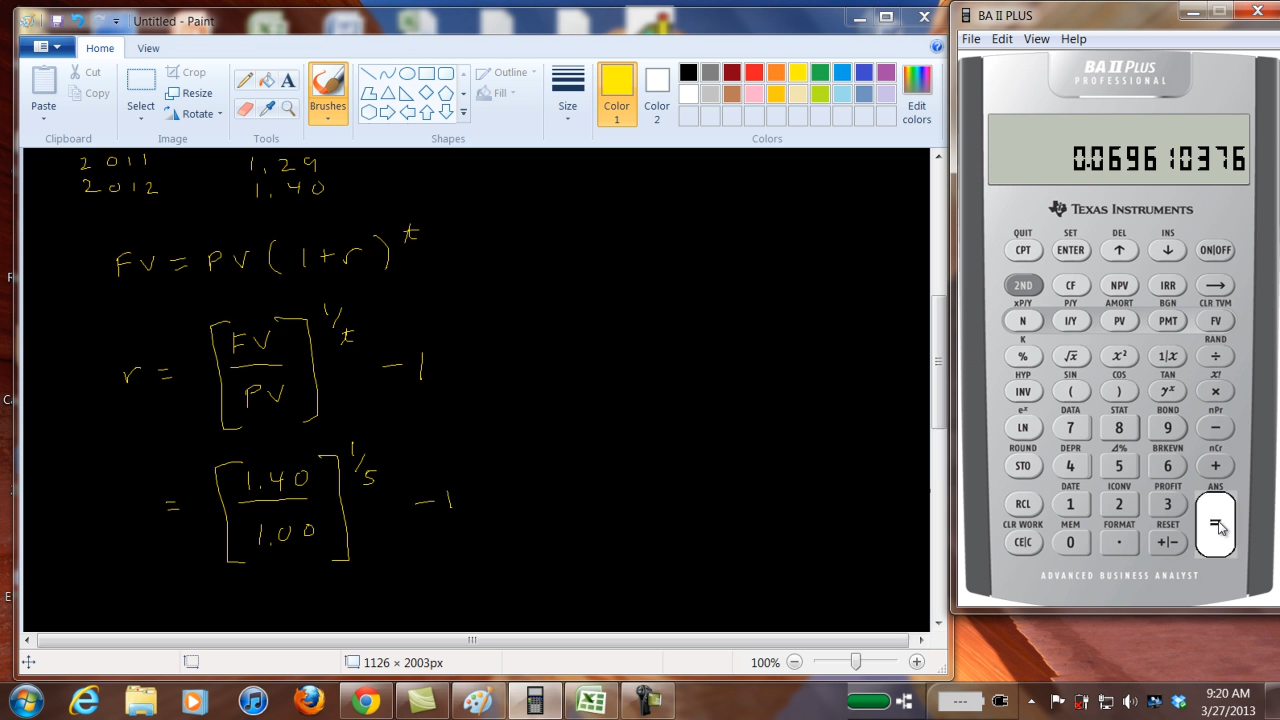 Untitled - Paint
BA II PLUS
Home View
File Edit View Help
Paste
Cut
Copy
Select
Crop
Resize
Rotate
A
Brushes
Outline
Fill
Size
Color 1
Color 2
Edit colors
Clipboard Image Tools Shapes Colors
2011 1.29
2012 1.40
FV = PV (1+r)^t
r = [FV/PV]^1/t - 1
= [1.40/1.00]^1/5 - 1
100%
1126 × 2003px
BA II PLUS
PROFESSIONAL
0.069610376
TEXAS INSTRUMENTS
QUIT SET DEL INS
CPT ENTER ↑ ↓ ON|OFF
2ND CF NPV IRR →
xP/Y P/Y AMORT BGN CLR TVM
N I/Y PV PMT FV
K RAND
% √x x² 1/x ÷
HYP SIN COS TAN x!
INV ( ) yˣ ×
eˣ DATA STAT BOND nPr
LN 7 8 9 −
ROUND DEPR Δ% BRKEVN nCr
STO 4 5 6 +
DATE ICONV PROFIT ANS
RCL 1 2 3 =
CLR WORK MEM FORMAT RESET
CE|C 0 . +|−
ADVANCED BUSINESS ANALYST
9:20 AM
3/27/2013